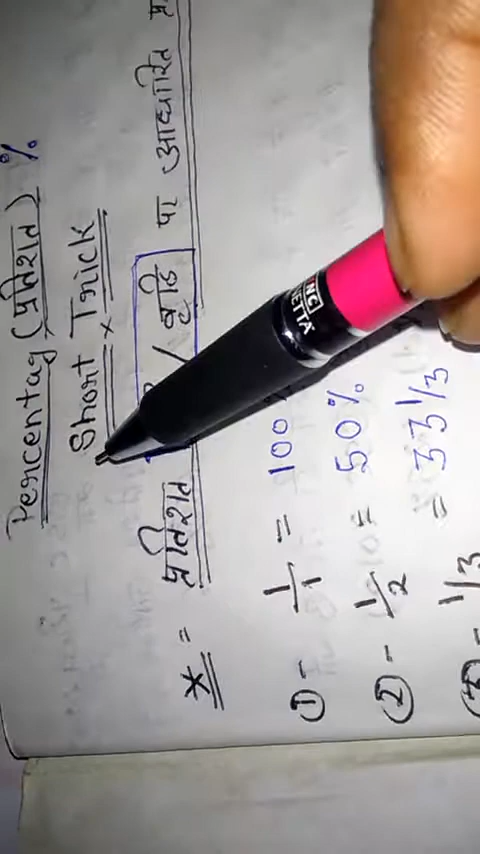 Percentag (प्रतिशत) %
Short Trick
* = प्रतिशत / वृद्धि पर आधारित
① - 1/1 = 100%
② - 1/2 = 50%
③ - 1/3 = 33 1/3